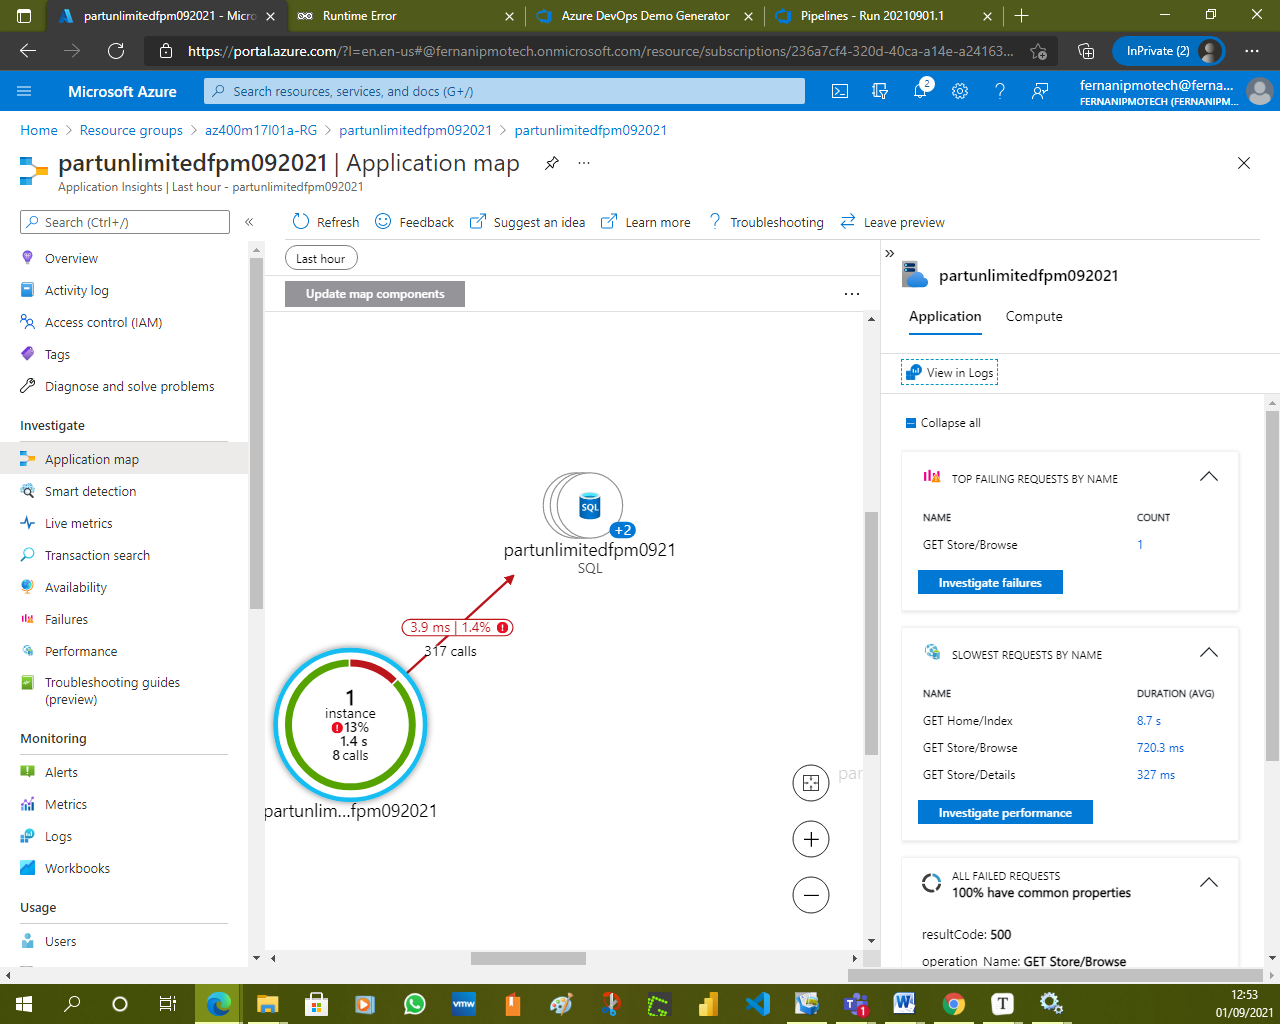 partunlimitedfpm092021 - Micro
Runtime Error
Azure DevOps Demo Generator
Pipelines - Run 20210901.1
https://portal.azure.com/?l=en.en-us#@fernanipmotech.onmicrosoft.com/resource/subscriptions/236a7cf4-320d-40ca-a14e-a24163...
InPrivate (2)
Microsoft Azure
Search resources, services, and docs (G+/)
2
fernanipmotech@ferna...
FERNANIPMOTECH (FERNANIPM...
Home > Resource groups > az400m17l01a-RG > partunlimitedfpm092021 > partunlimitedfpm092021
partunlimitedfpm092021 | Application map
Application Insights | Last hour - partunlimitedfpm092021
Search (Ctrl+/)
Refresh
Feedback
Suggest an idea
Learn more
Troubleshooting
Leave preview
Overview
Activity log
Access control (IAM)
Tags
Diagnose and solve problems
Investigate
Application map
Smart detection
Live metrics
Transaction search
Availability
Failures
Performance
Troubleshooting guides
(preview)
Monitoring
Alerts
Metrics
Logs
Workbooks
Usage
Users
Last hour
Update map components
SQL
+2
partunlimitedfpm0921
SQL
3.9 ms | 1.4%
317 calls
1
instance
13%
1.4 s
8 calls
partunlim...fpm092021
par
partunlimitedfpm092021
Application
Compute
View in Logs
Collapse all
TOP FAILING REQUESTS BY NAME
NAME COUNT
GET Store/Browse 1
Investigate failures
SLOWEST REQUESTS BY NAME
NAME DURATION (AVG)
GET Home/Index 8.7 s
GET Store/Browse 720.3 ms
GET Store/Details 327 ms
Investigate performance
ALL FAILED REQUESTS
100% have common properties
resultCode: 500
operation_Name: GET Store/Browse
vmw
1
T
12:53
01/09/2021